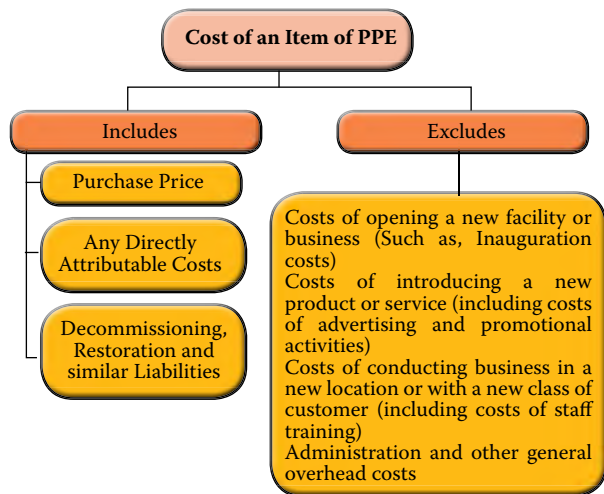 Cost of an Item of PPE
Includes
Excludes
Purchase Price
Any Directly
Attributable Costs
Decommissioning,
Restoration and
similar Liabilities
Costs of opening a new facility or
business (Such as, Inauguration
costs)
Costs of introducing a new
product or service (including costs
of advertising and promotional
activities)
Costs of conducting business in
a new location or with a new class of
customer (including costs of staff
training)
Administration and other general
overhead costs